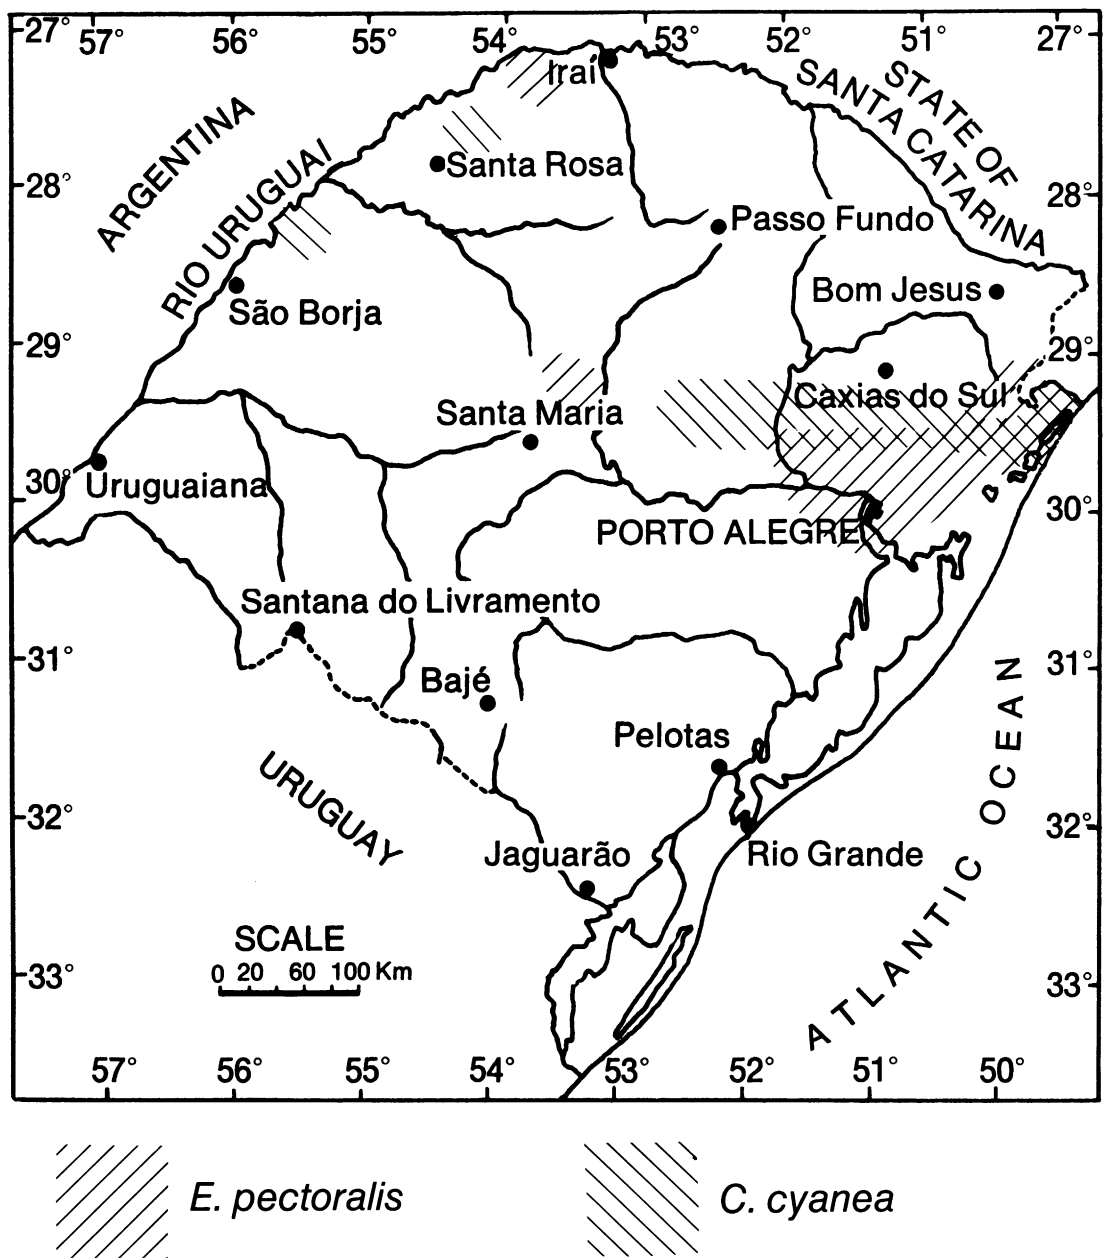 27° 57° 56° 55° 54° 53° 52° 51° 27°
Iraí
STATE OF
SANTA CATARINA
ARGENTINA
RIO URUGUAI
Santa Rosa
28° 28°
Passo Fundo
Bom Jesus
São Borja
29° 29°
Caxias do Sul
Santa Maria
30° Uruguaiana
30°
PORTO ALEGRE
Santana do Livramento
31° 31°
Bajé
Pelotas
URUGUAY
ATLANTIC OCEAN
32° 32°
Jaguarão
Rio Grande
SCALE
0 20 60 100 Km
33° 33°
57° 56° 55° 54° 53° 52° 51° 50°
E. pectoralis
C. cyanea